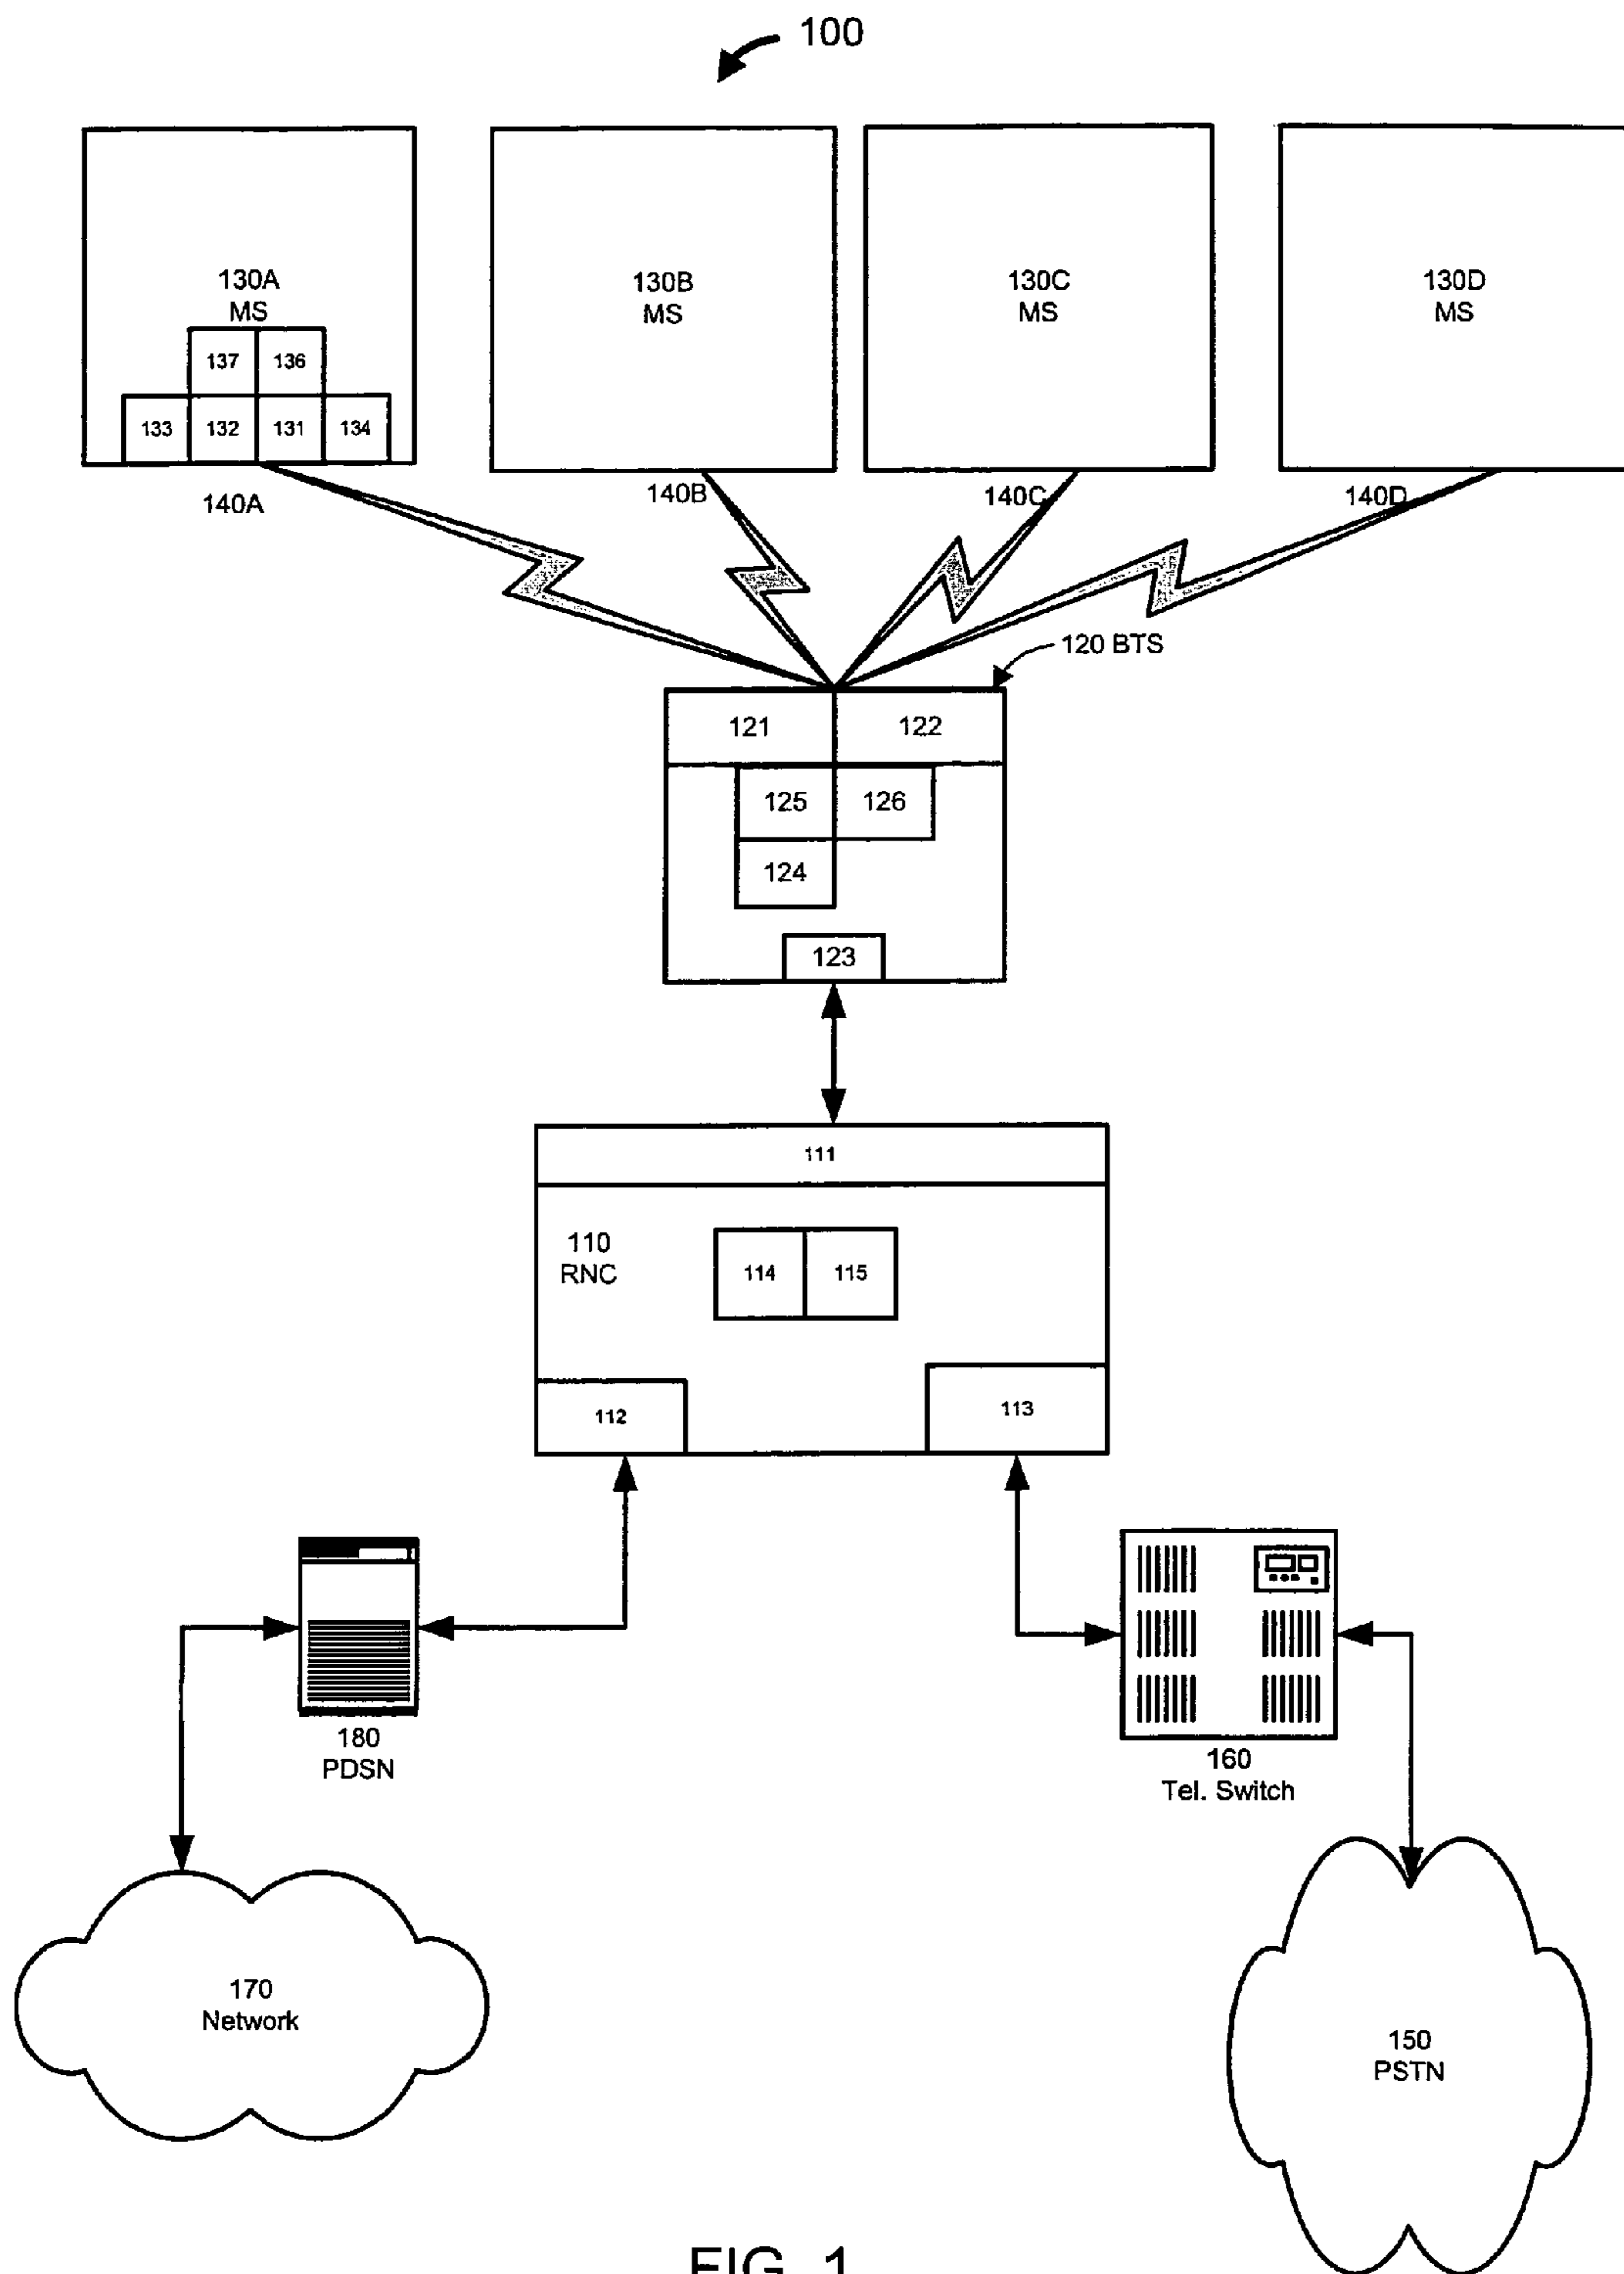 100
130A
MS
130B
MS
130C
MS
130D
MS
137 136
133 132 131 134
140A
140B
140C
140D
120 BTS
121 122
125 126
124
123
111
110
RNC
114 115
112
113
180
PDSN
160
Tel. Switch
170
Network
150
PSTN
FIG. 1